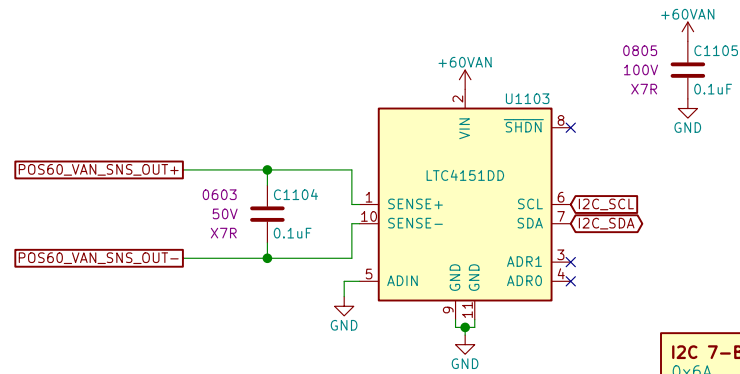 +60VAN
0805
C1105
100V
X7R
0.1uF
GND
+60VAN
U1103
2
VIN
SHDN
8
LTC4151DD
POS60_VAN_SNS_OUT+
0603
C1104
50V
X7R
0.1uF
POS60_VAN_SNS_OUT-
1
SENSE+
10
SENSE-
SCL
6
I2C_SCL
SDA
7
I2C_SDA
ADR1
3
ADR0
4
5
ADIN
GND
GND
9
11
GND
GND
I2C 7-B
0x6A